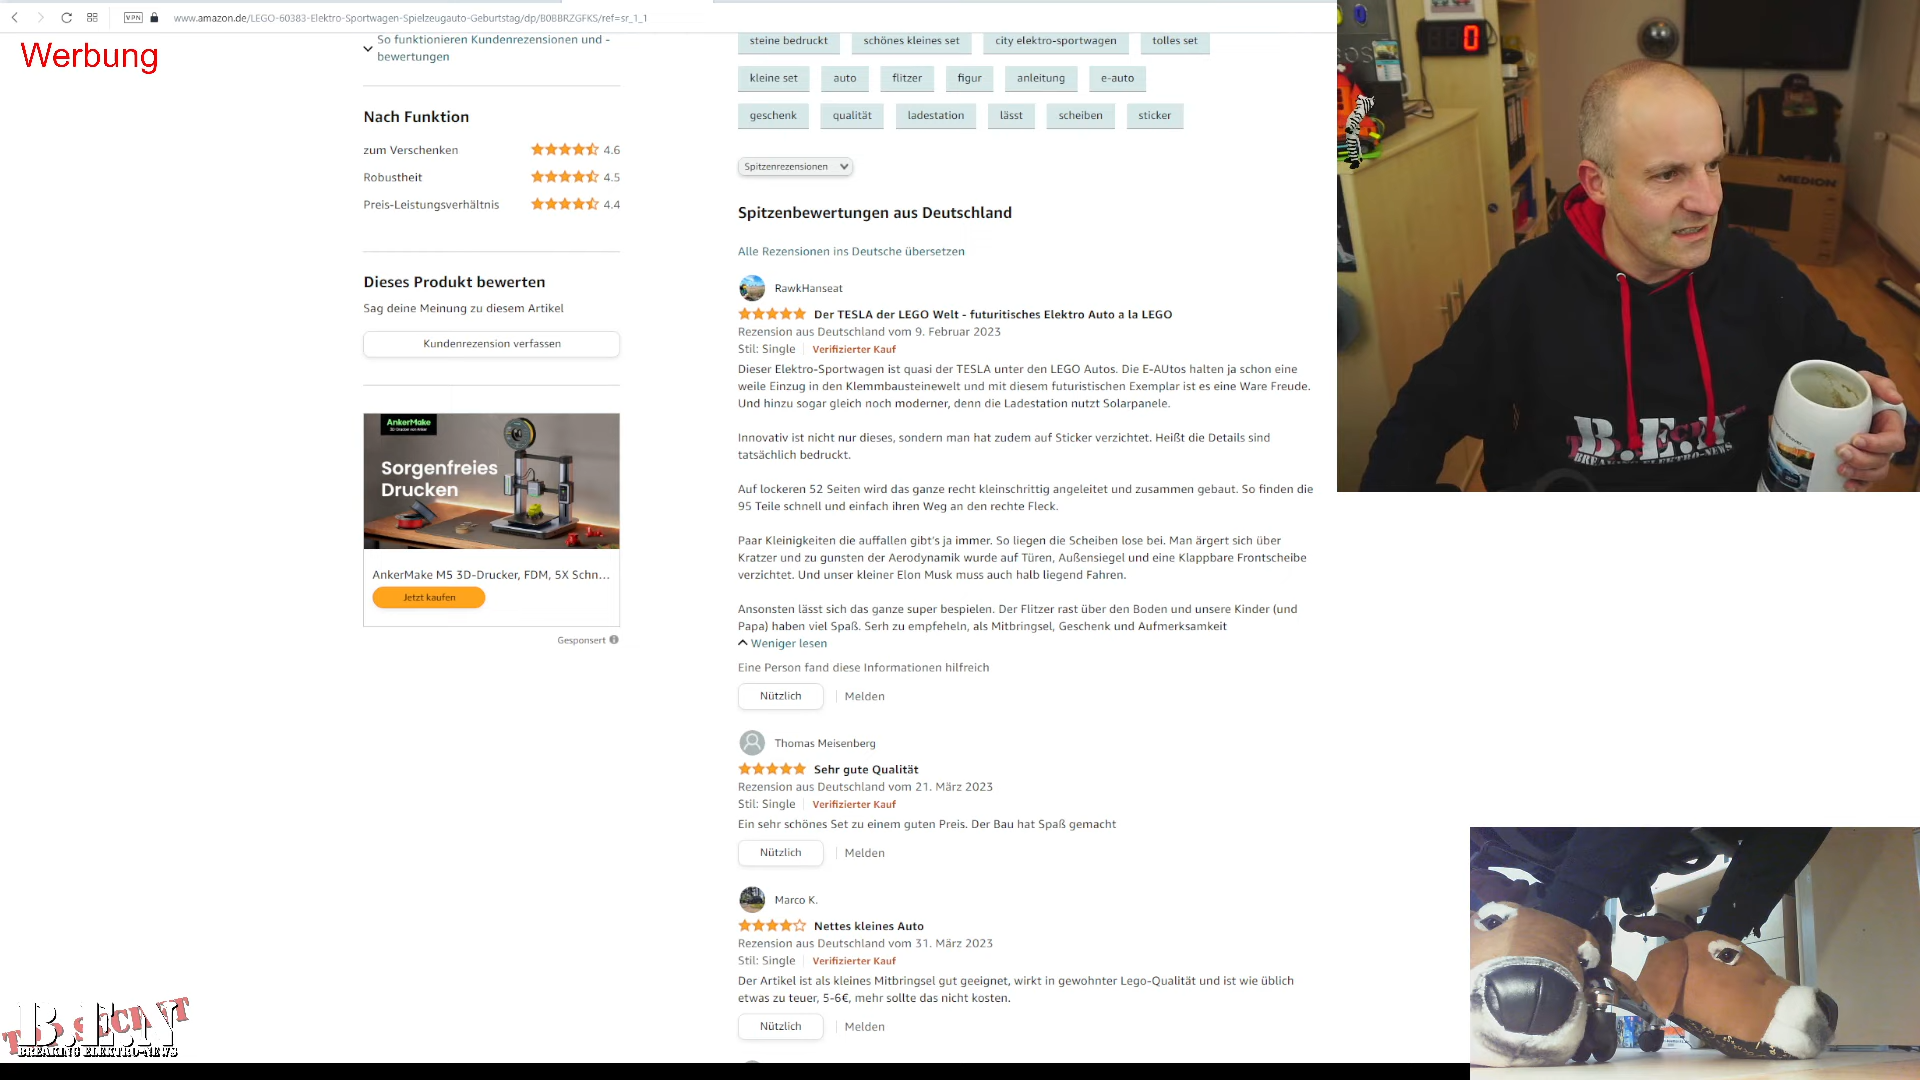 www.amazon.de/LEGO-60383-Elektro-Sportwagen-Spielzeugauto-Geburtstag/dp/B0BBRZGFKS/ref=sr_1_1
VPN
Werbung
So funktionieren Kundenrezensionen und -
bewertungen
Nach Funktion
zum Verschenken 4.6
Robustheit 4.5
Preis-Leistungsverhältnis 4.4
Dieses Produkt bewerten
Sag deine Meinung zu diesem Artikel
Kundenrezension verfassen
AnkerMake
Sorgenfreies
Drucken
AnkerMake M5 3D-Drucker, FDM, 5X Schn...
Jetzt kaufen
Gesponsert
steine bedruckt schönes kleines set city elektro-sportwagen tolles set
kleine set auto flitzer figur anleitung e-auto
geschenk qualität ladestation lässt scheiben sticker
Spitzenrezensionen
Spitzenbewertungen aus Deutschland
Alle Rezensionen ins Deutsche übersetzen
RawkHanseat
Der TESLA der LEGO Welt - futuritisches Elektro Auto a la LEGO
Rezension aus Deutschland vom 9. Februar 2023
Stil: Single Verifizierter Kauf
Dieser Elektro-Sportwagen ist quasi der TESLA unter den LEGO Autos. Die E-AUtos halten ja schon eine
weile Einzug in den Klemmbausteinewelt und mit diesem futuristischen Exemplar ist es eine Ware Freude.
Und hinzu sogar gleich noch moderner, denn die Ladestation nutzt Solarpanele.
Innovativ ist nicht nur dieses, sondern man hat zudem auf Sticker verzichtet. Heißt die Details sind
tatsächlich bedruckt.
Auf lockeren 52 Seiten wird das ganze recht kleinschrittig angeleitet und zusammen gebaut. So finden die
95 Teile schnell und einfach ihren Weg an den rechte Fleck.
Paar Kleinigkeiten die auffallen gibt's ja immer. So liegen die Scheiben lose bei. Man ärgert sich über
Kratzer und zu gunsten der Aerodynamik wurde auf Türen, Außensiegel und eine Klappbare Frontscheibe
verzichtet. Und unser kleiner Elon Musk muss auch halb liegend Fahren.
Ansonsten lässt sich das ganze super bespielen. Der Flitzer rast über den Boden und unsere Kinder (und
Papa) haben viel Spaß. Serh zu empfeheln, als Mitbringsel, Geschenk und Aufmerksamkeit
Weniger lesen
Eine Person fand diese Informationen hilfreich
Nützlich Melden
Thomas Meisenberg
Sehr gute Qualität
Rezension aus Deutschland vom 21. März 2023
Stil: Single Verifizierter Kauf
Ein sehr schönes Set zu einem guten Preis. Der Bau hat Spaß gemacht
Nützlich Melden
Marco K.
Nettes kleines Auto
Rezension aus Deutschland vom 31. März 2023
Stil: Single Verifizierter Kauf
Der Artikel ist als kleines Mitbringsel gut geeignet, wirkt in gewohnter Lego-Qualität und ist wie üblich
etwas zu teuer, 5-6€, mehr sollte das nicht kosten.
Nützlich Melden
0
MEDION
B.E.N
BREAKING ELEKTRO-NEWS
B.E.N
BREAKING ELEKTRO-NEWS